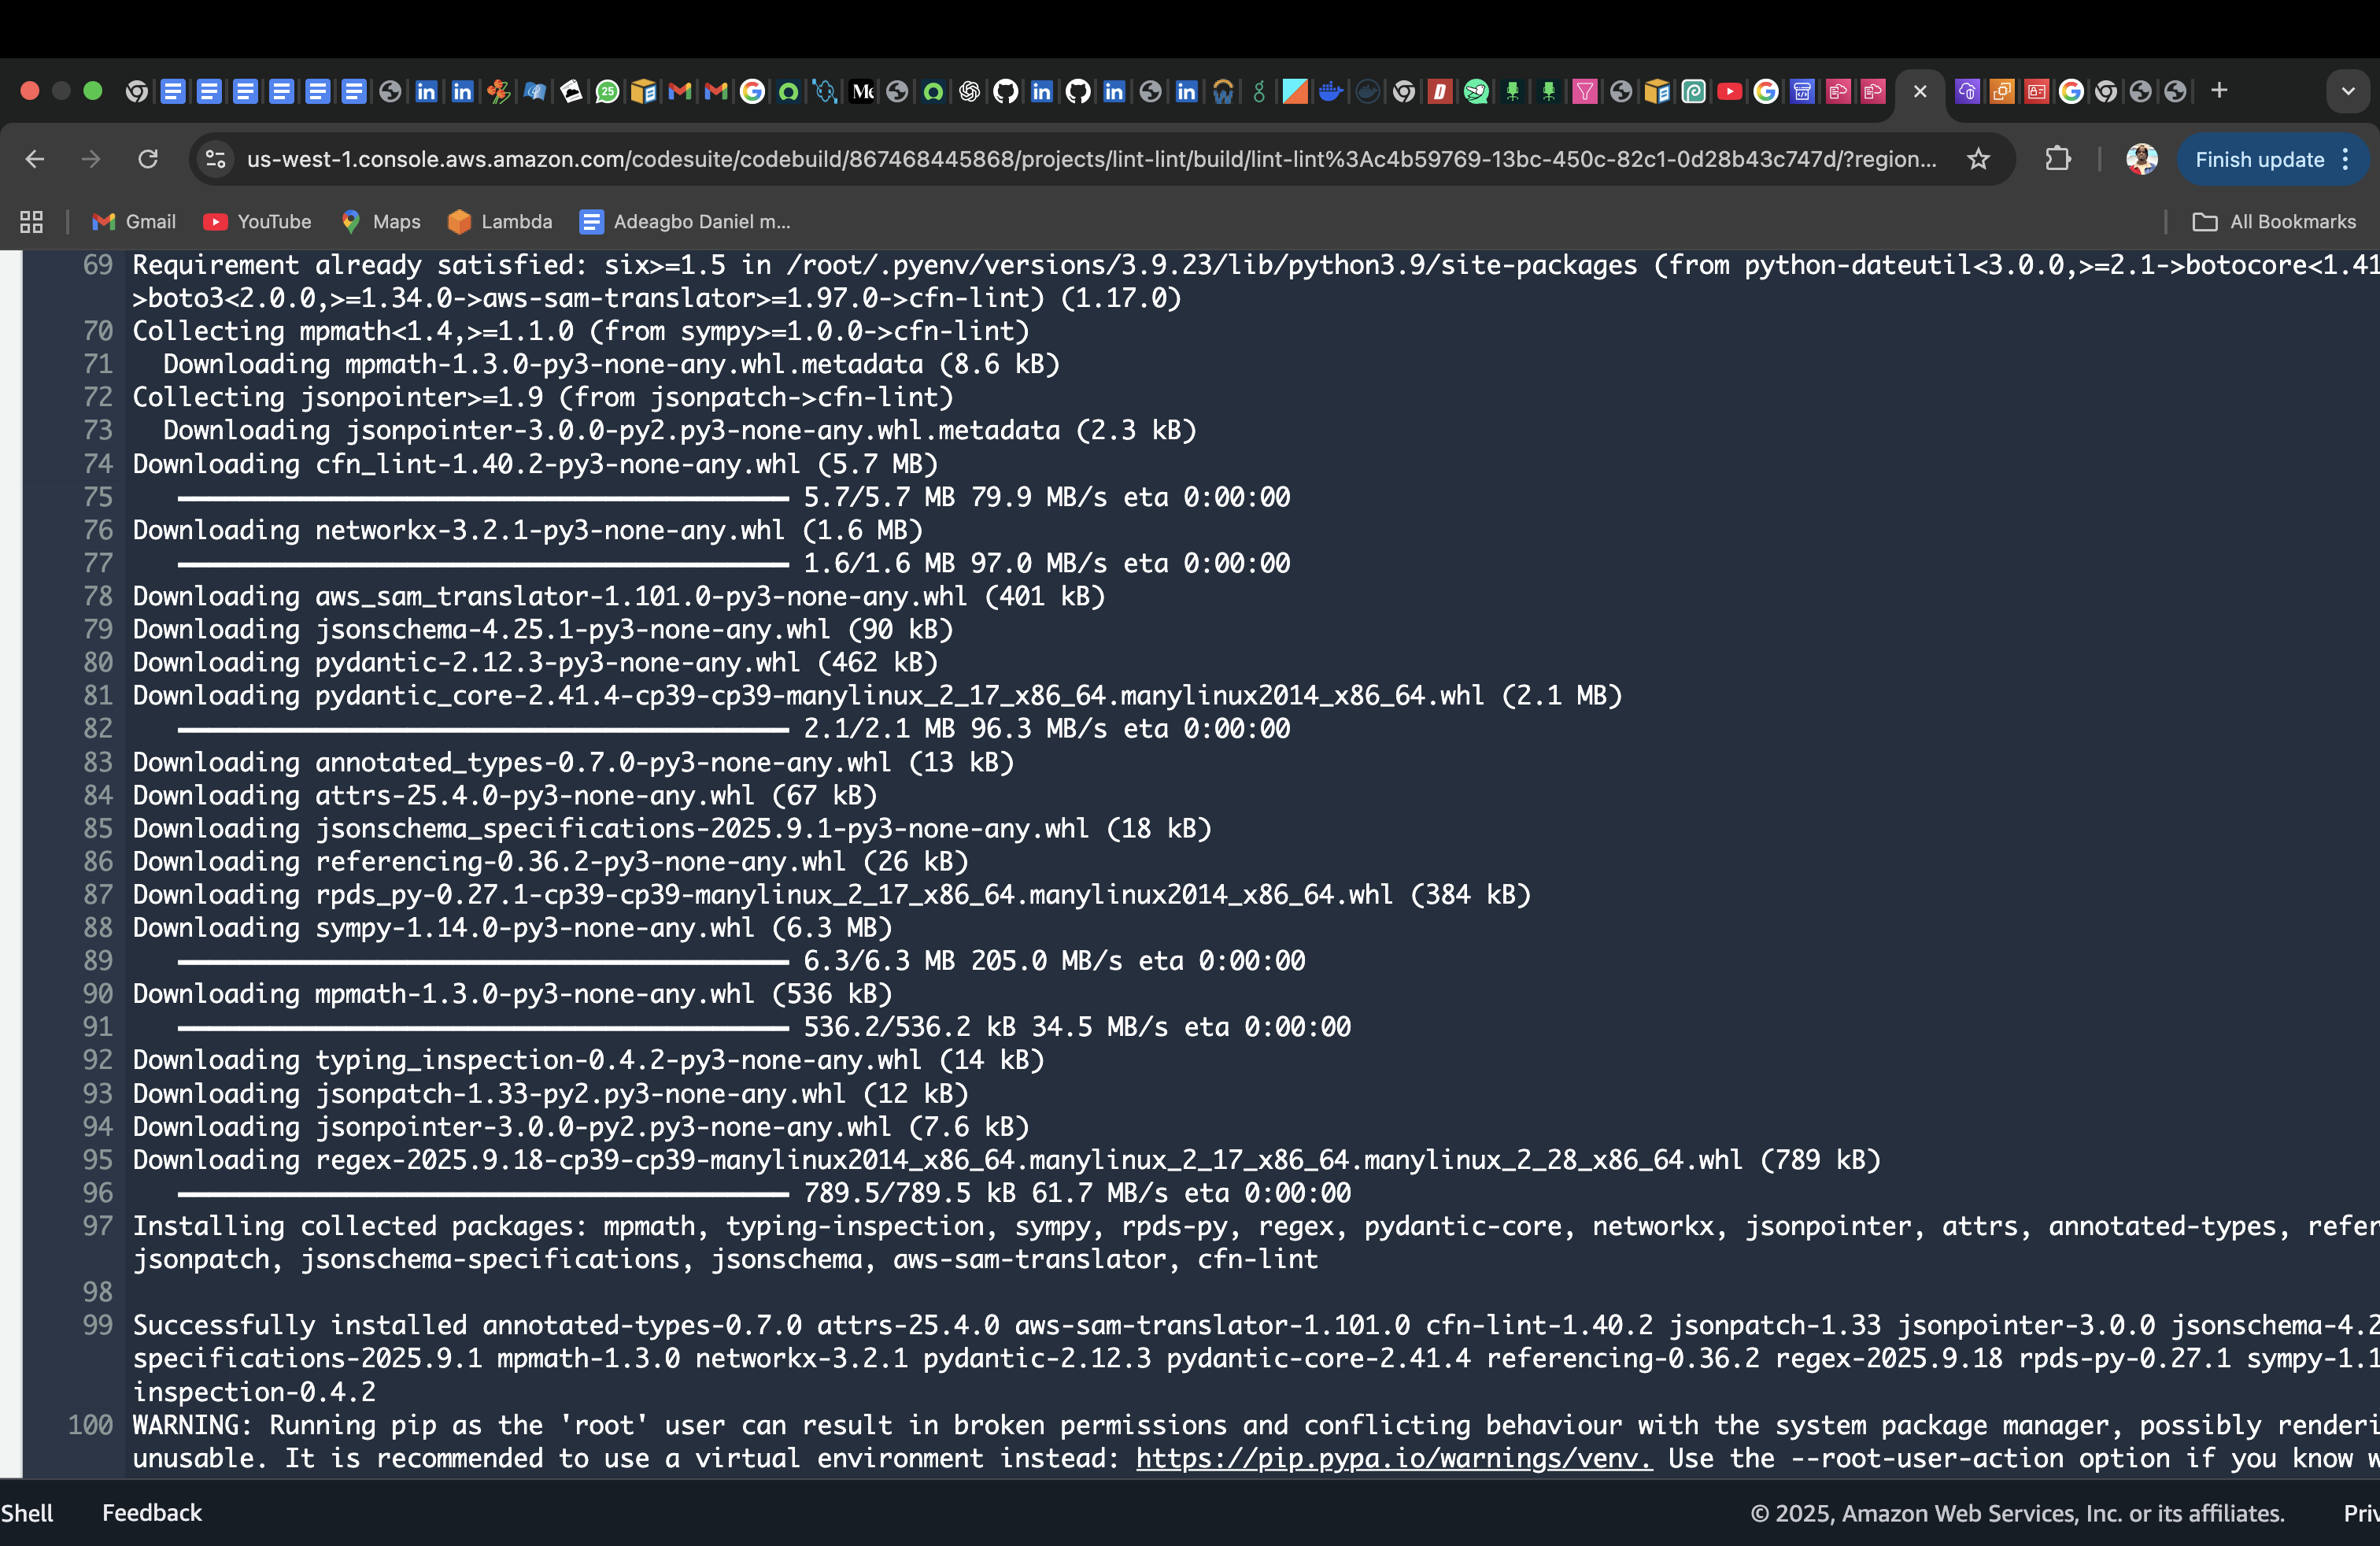 25
Me
us-west-1.console.aws.amazon.com/codesuite/codebuild/867468445868/projects/lint-lint/build/lint-lint%3Ac4b59769-13bc-450c-82c1-0d28b43c747d/?region...
Finish update
Gmail
YouTube
Maps
Lambda
Adeagbo Daniel m...
All Bookmarks
69 Requirement already satisfied: six>=1.5 in /root/.pyenv/versions/3.9.23/lib/python3.9/site-packages (from python-dateutil<3.0.0,>=2.1->botocore<1.41
>boto3<2.0.0,>=1.34.0->aws-sam-translator>=1.97.0->cfn-lint) (1.17.0)
70 Collecting mpmath<1.4,>=1.1.0 (from sympy>=1.0.0->cfn-lint)
71 Downloading mpmath-1.3.0-py3-none-any.whl.metadata (8.6 kB)
72 Collecting jsonpointer>=1.9 (from jsonpatch->cfn-lint)
73 Downloading jsonpointer-3.0.0-py2.py3-none-any.whl.metadata (2.3 kB)
74 Downloading cfn_lint-1.40.2-py3-none-any.whl (5.7 MB)
75 5.7/5.7 MB 79.9 MB/s eta 0:00:00
76 Downloading networkx-3.2.1-py3-none-any.whl (1.6 MB)
77 1.6/1.6 MB 97.0 MB/s eta 0:00:00
78 Downloading aws_sam_translator-1.101.0-py3-none-any.whl (401 kB)
79 Downloading jsonschema-4.25.1-py3-none-any.whl (90 kB)
80 Downloading pydantic-2.12.3-py3-none-any.whl (462 kB)
81 Downloading pydantic_core-2.41.4-cp39-cp39-manylinux_2_17_x86_64.manylinux2014_x86_64.whl (2.1 MB)
82 2.1/2.1 MB 96.3 MB/s eta 0:00:00
83 Downloading annotated_types-0.7.0-py3-none-any.whl (13 kB)
84 Downloading attrs-25.4.0-py3-none-any.whl (67 kB)
85 Downloading jsonschema_specifications-2025.9.1-py3-none-any.whl (18 kB)
86 Downloading referencing-0.36.2-py3-none-any.whl (26 kB)
87 Downloading rpds_py-0.27.1-cp39-cp39-manylinux_2_17_x86_64.manylinux2014_x86_64.whl (384 kB)
88 Downloading sympy-1.14.0-py3-none-any.whl (6.3 MB)
89 6.3/6.3 MB 205.0 MB/s eta 0:00:00
90 Downloading mpmath-1.3.0-py3-none-any.whl (536 kB)
91 536.2/536.2 kB 34.5 MB/s eta 0:00:00
92 Downloading typing_inspection-0.4.2-py3-none-any.whl (14 kB)
93 Downloading jsonpatch-1.33-py2.py3-none-any.whl (12 kB)
94 Downloading jsonpointer-3.0.0-py2.py3-none-any.whl (7.6 kB)
95 Downloading regex-2025.9.18-cp39-cp39-manylinux2014_x86_64.manylinux_2_17_x86_64.manylinux_2_28_x86_64.whl (789 kB)
96 789.5/789.5 kB 61.7 MB/s eta 0:00:00
97 Installing collected packages: mpmath, typing-inspection, sympy, rpds-py, regex, pydantic-core, networkx, jsonpointer, attrs, annotated-types, refer
jsonpatch, jsonschema-specifications, jsonschema, aws-sam-translator, cfn-lint
98
99 Successfully installed annotated-types-0.7.0 attrs-25.4.0 aws-sam-translator-1.101.0 cfn-lint-1.40.2 jsonpatch-1.33 jsonpointer-3.0.0 jsonschema-4.2
specifications-2025.9.1 mpmath-1.3.0 networkx-3.2.1 pydantic-2.12.3 pydantic-core-2.41.4 referencing-0.36.2 regex-2025.9.18 rpds-py-0.27.1 sympy-1.1
inspection-0.4.2
100 WARNING: Running pip as the 'root' user can result in broken permissions and conflicting behaviour with the system package manager, possibly renderi
unusable. It is recommended to use a virtual environment instead: https://pip.pypa.io/warnings/venv. Use the --root-user-action option if you know w
Shell
Feedback
© 2025, Amazon Web Services, Inc. or its affiliates.
Priv